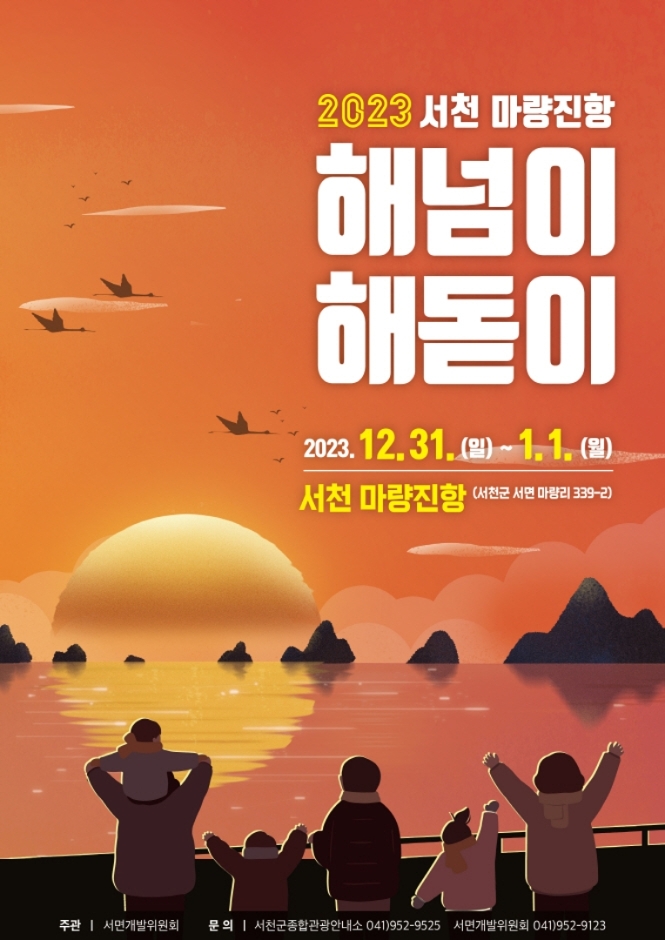 2023 서천 마량진항
해넘이
해돋이
2023. 12. 31. (일) ~ 1. 1. (월)
서천 마량진항 (서천군 서면 마량리 339-2)
주관 | 서면개발위원회 문의 | 서천군종합관광안내소 041)952-9525 서면개발위원회 041)952-9123